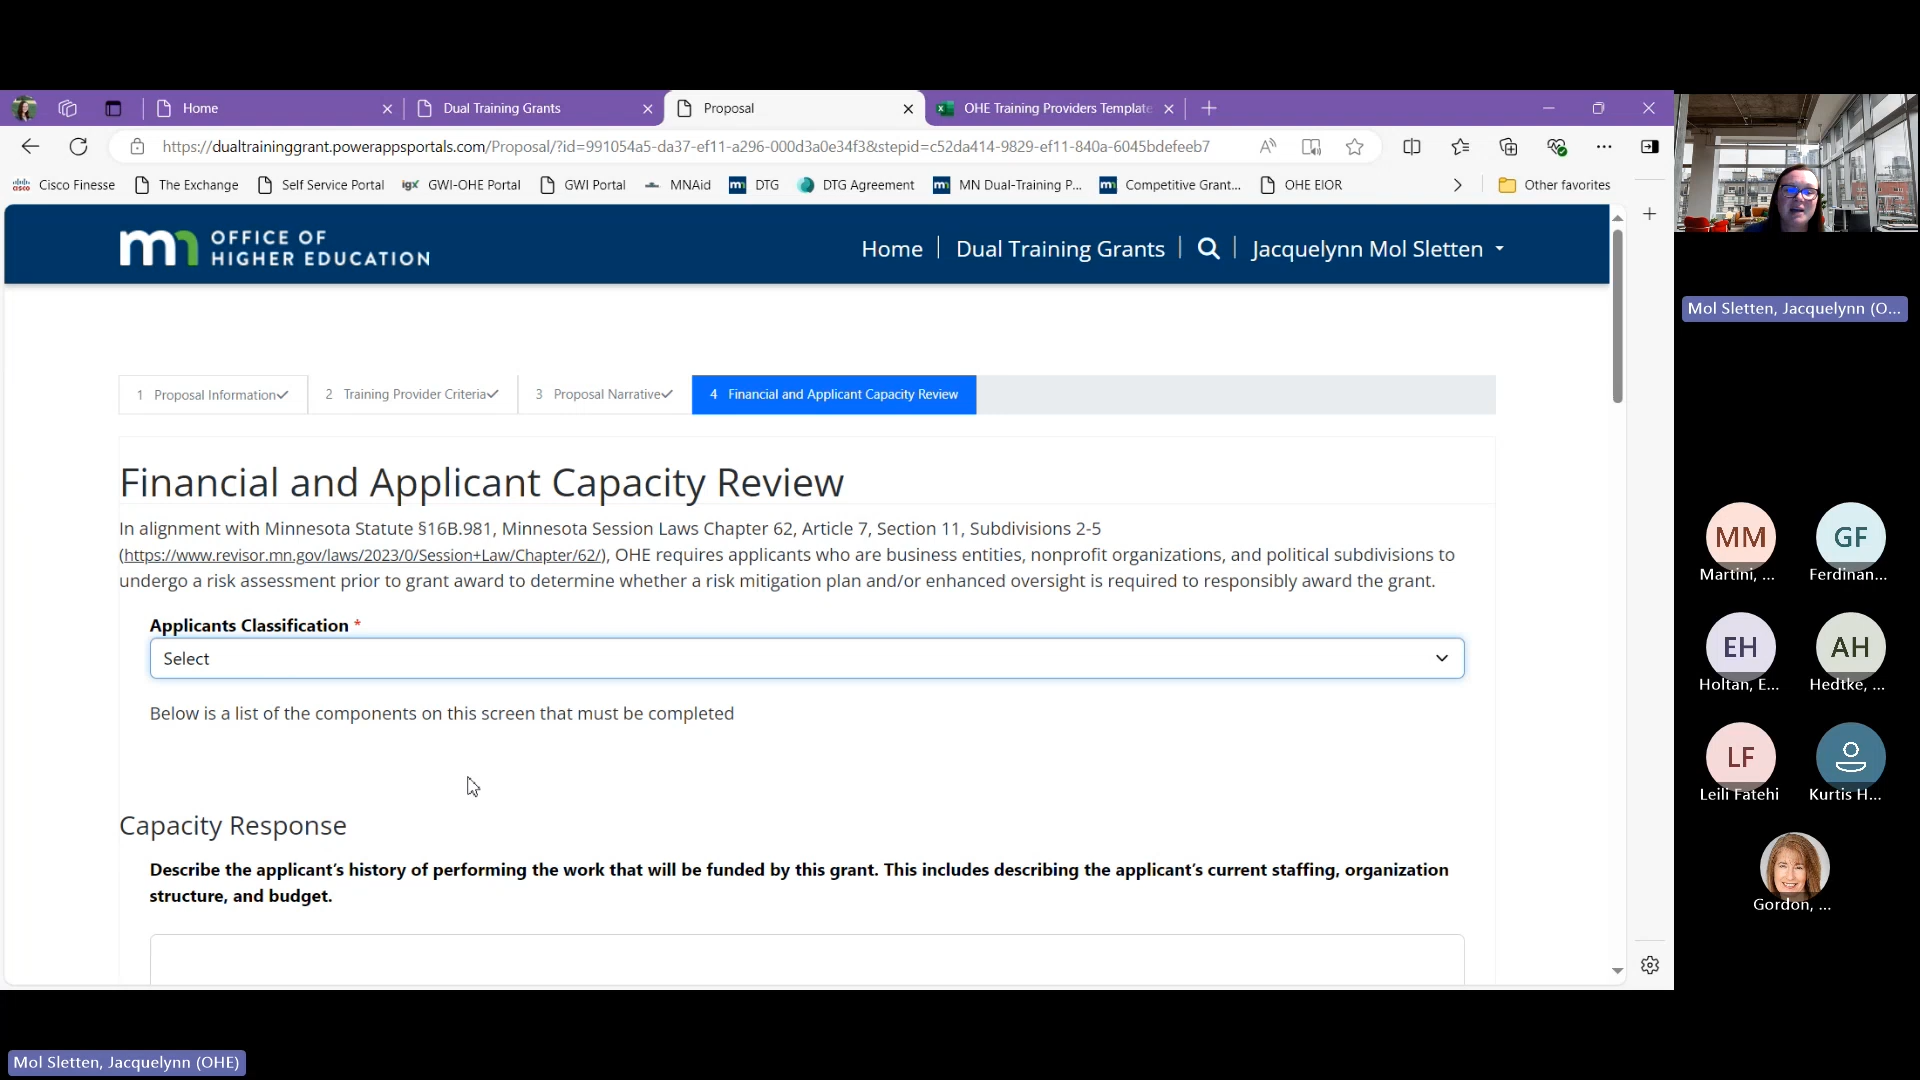 Home
Dual Training Grants
Proposal
OHE Training Providers Template
https://dualtraininggrant.powerappsportals.com/Proposal/?id=991054a5-da37-ef11-a296-000d3a0e34f3&stepid=c52da414-9829-ef11-840a-6045bdefeeb7
Cisco Finesse
The Exchange
Self Service Portal
igx GWI-OHE Portal
GWI Portal
MNAid
DTG
DTG Agreement
MN Dual-Training P...
Competitive Grant...
OHE EIOR
Other favorites
mn OFFICE OF
HIGHER EDUCATION
Home | Dual Training Grants | Jacquelynn Mol Sletten
1 Proposal Information✓
2 Training Provider Criteria✓
3 Proposal Narrative✓
4 Financial and Applicant Capacity Review
Financial and Applicant Capacity Review
In alignment with Minnesota Statute §16B.981, Minnesota Session Laws Chapter 62, Article 7, Section 11, Subdivisions 2-5
(https://www.revisor.mn.gov/laws/2023/0/Session+Law/Chapter/62/), OHE requires applicants who are business entities, nonprofit organizations, and political subdivisions to
undergo a risk assessment prior to grant award to determine whether a risk mitigation plan and/or enhanced oversight is required to responsibly award the grant.
Applicants Classification *
Select
Below is a list of the components on this screen that must be completed
Capacity Response
Describe the applicant's history of performing the work that will be funded by this grant. This includes describing the applicant's current staffing, organization
structure, and budget.
Mol Sletten, Jacquelynn (O...
MM
Martini, ...
GF
Ferdinan...
EH
Holtan, E...
AH
Hedtke, ...
LF
Leili Fatehi
Kurtis H...
Gordon, ...
Mol Sletten, Jacquelynn (OHE)